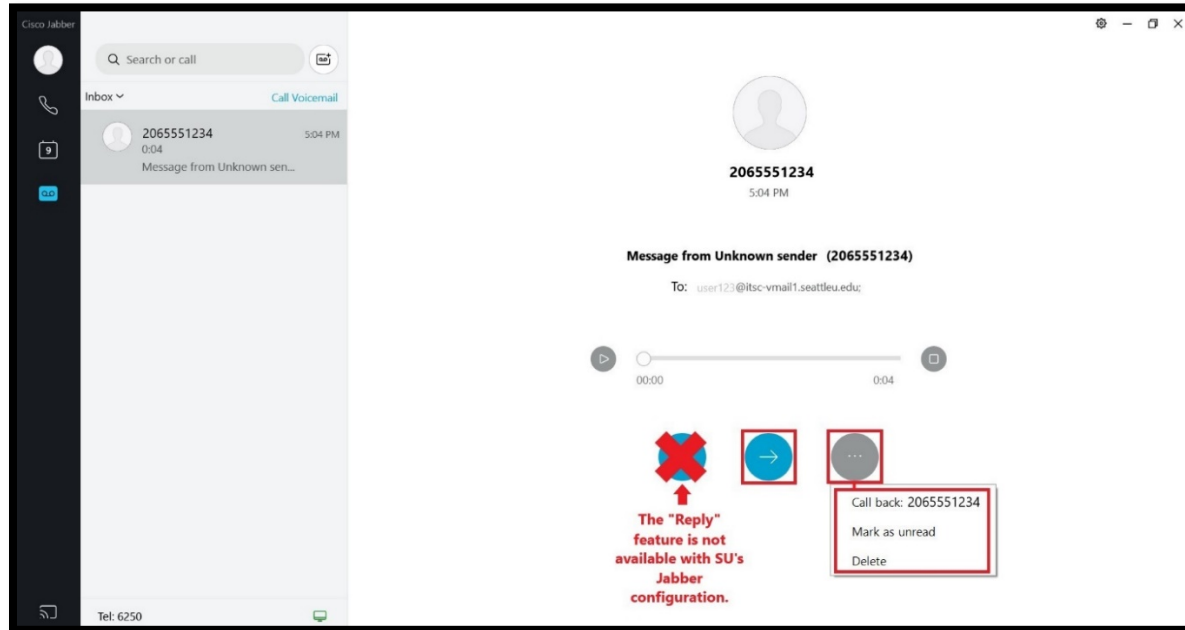 Cisco Jabber
Search or call
Inbox
Call Voicemail
2065551234
5:04 PM
0:04
Message from Unknown sen...
9
Tel: 6250
2065551234
5:04 PM
Message from Unknown sender (2065551234)
To: user123@itsc-vmail1.seattleu.edu;
00:00
0:04
The "Reply"
feature is not
available with SU's
Jabber
configuration.
Call back: 2065551234
Mark as unread
Delete